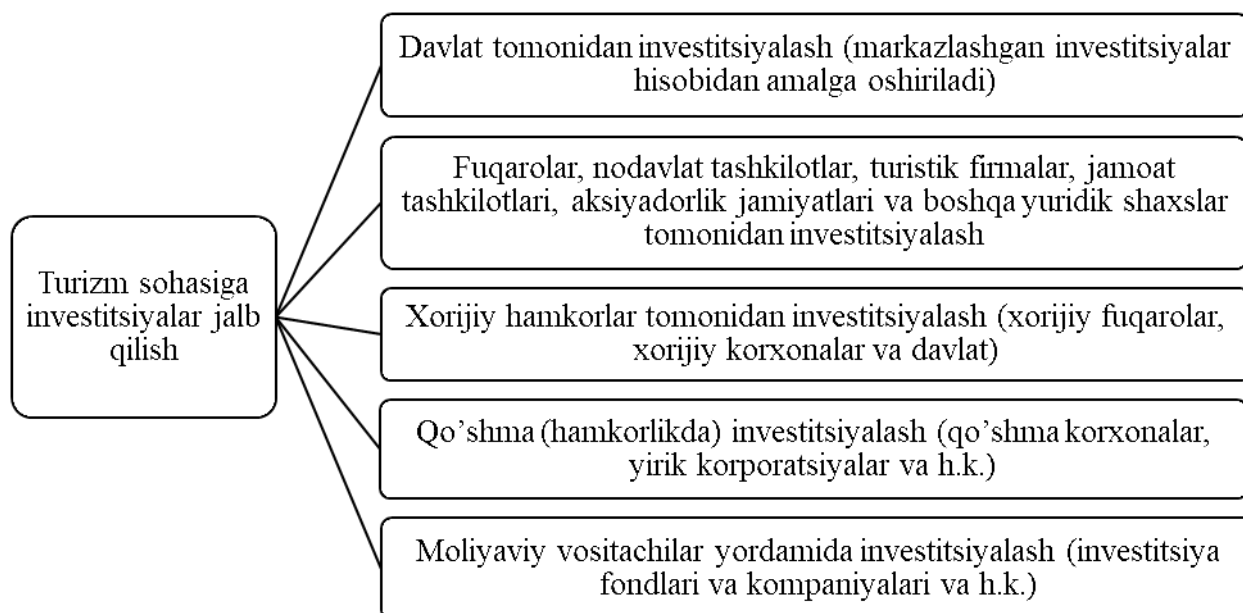 Davlat tomonidan investitsiyalash (markazlashgan investitsiyalar
hisobidan amalga oshiriladi)
Fuqarolar, nodavlat tashkilotlar, turistik firmalar, jamoat
tashkilotlari, aksiyadorlik jamiyatlari va boshqa yuridik shaxslar
tomonidan investitsiyalash
Turizm sohasiga
investitsiyalar jalb
qilish
Xorijiy hamkorlar tomonidan investitsiyalash (xorijiy fuqarolar,
xorijiy korxonalar va davlat)
Qo’shma (hamkorlikda) investitsiyalash (qo’shma korxonalar,
yirik korporatsiyalar va h.k.)
Moliyaviy vositachilar yordamida investitsiyalash (investitsiya
fondlari va kompaniyalari va h.k.)